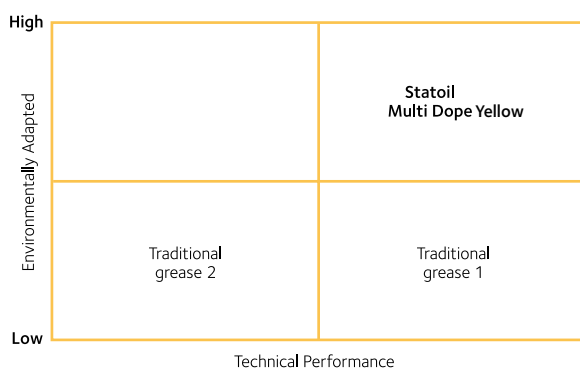 High
Environmentally Adapted
Statoil
Multi Dope Yellow
Traditional
grease 2
Traditional
grease 1
Low
Technical Performance